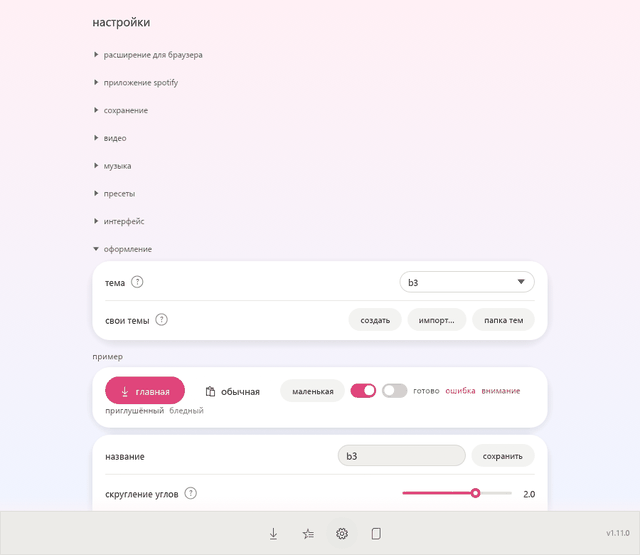 настройки
расширение для браузера
приложение spotify
сохранение
видео
музыка
пресеты
интерфейс
оформление
тема ? b3
свои темы ? создать импорт... папка тем
пример
главная обычная маленькая готово ошибка внимание
приглушённый бледный
название b3 сохранить
скругление углов ? 2.0
v1.11.0